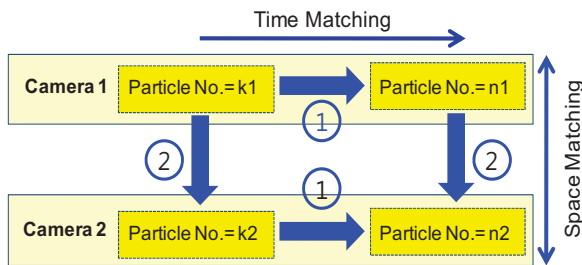 Time Matching
Camera 1
Particle No.= k1
Particle No.= n1
1
2
2
1
Camera 2
Particle No.= k2
Particle No.= n2
Space Matching